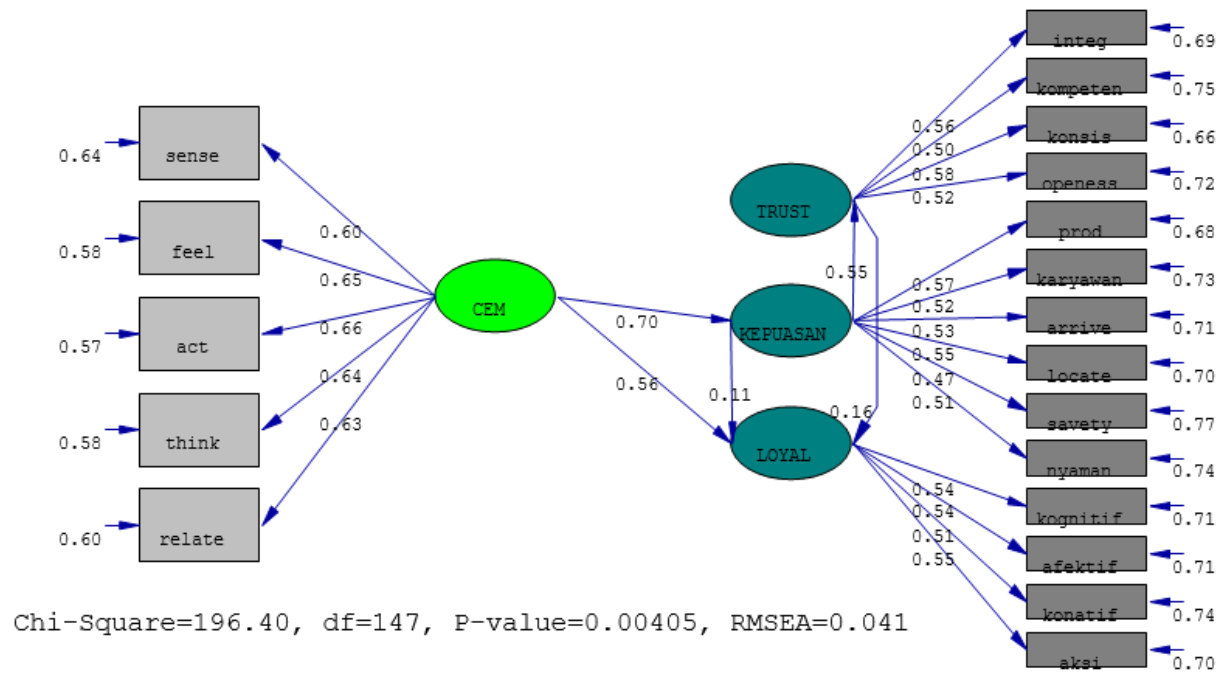 integ
0.69
kompeten
0.75
konsis
0.66
openess
0.72
prod
0.68
karyawan
0.73
arrive
0.71
locate
0.70
savety
0.77
nyaman
0.74
kognitif
0.71
afektif
0.71
konatif
0.74
aksi
0.70
0.64
sense
0.58
feel
0.57
act
0.58
think
0.60
relate
0.60
0.65
0.66
0.64
0.63
CEM
0.70
0.56
TRUST
KEPUASAN
LOYAL
0.55
0.11
0.16
0.56
0.50
0.58
0.52
0.57
0.52
0.53
0.55
0.47
0.51
0.54
0.54
0.51
0.55
Chi-Square=196.40, df=147, P-value=0.00405, RMSEA=0.041